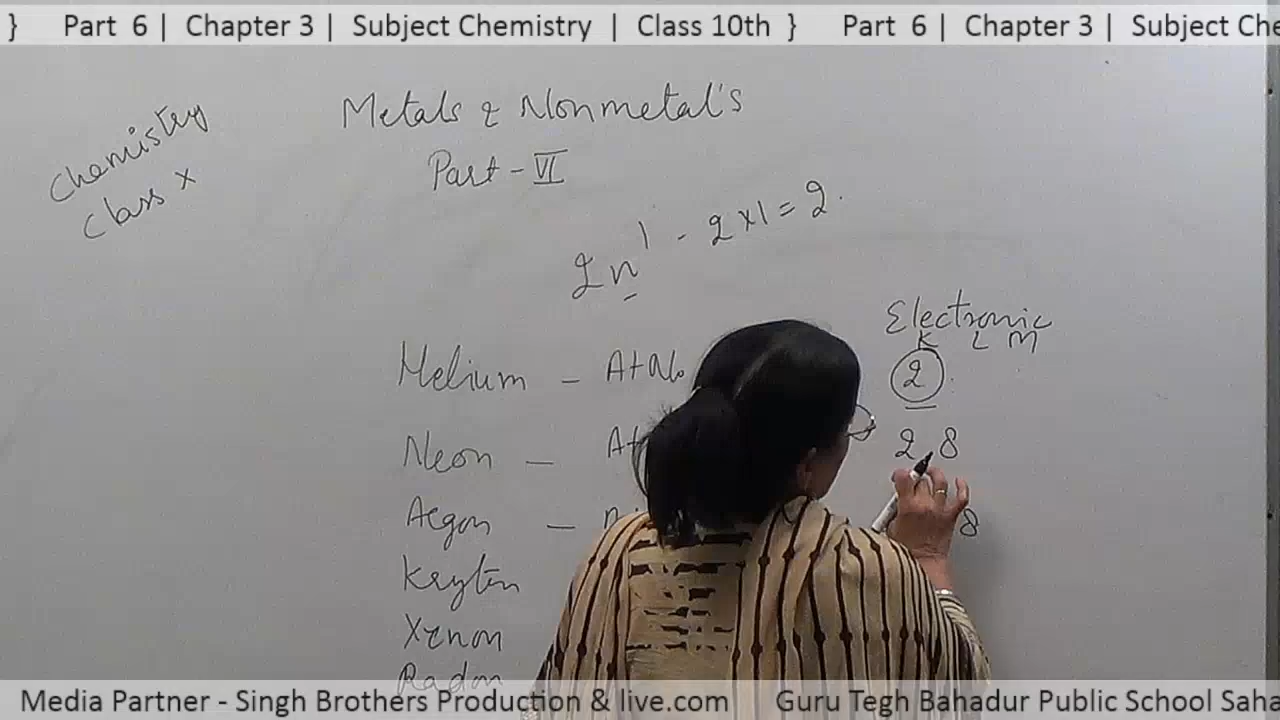 } Part 6 | Chapter 3 | Subject Chemistry | Class 10th } Part 6 | Chapter 3 | Subject Che
Chemistry
Class X
Metals & Nonmetal's
Part - VI
2n¹ - 2x1 = 2.
Electronic
K L M
Helium - At No 2.
Neon - At 2,8
Argon - 8
Krypton
Xenon
Radon
Media Partner - Singh Brothers Production & live.com Guru Tegh Bahadur Public School Saha